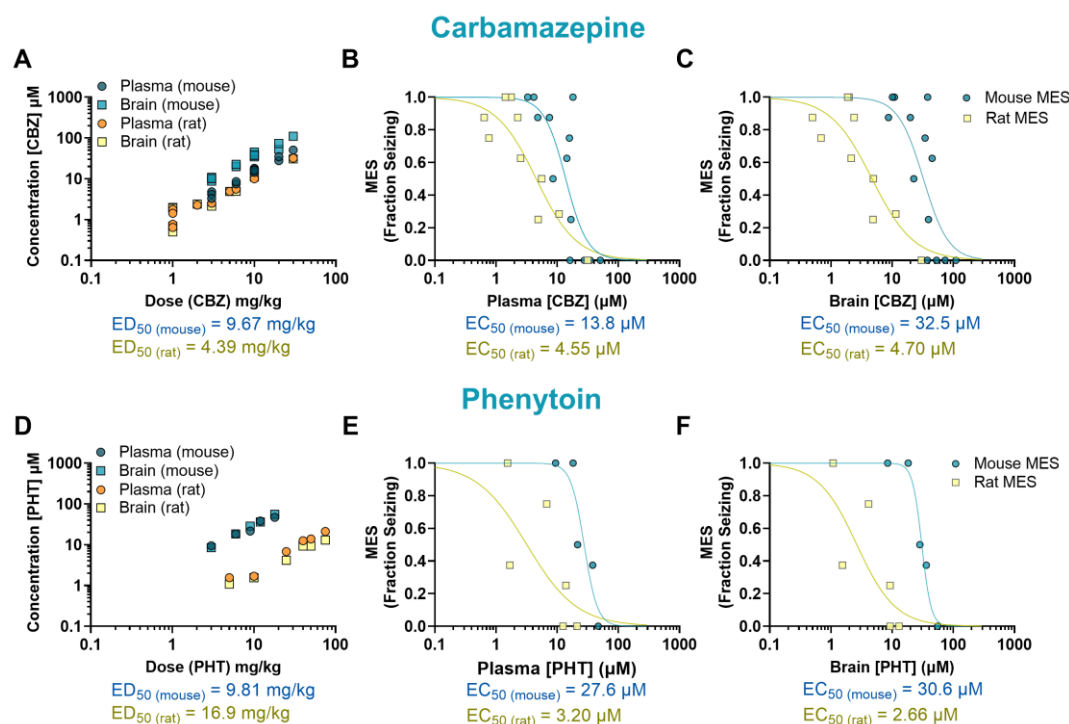 Carbamazepine
A
B
C
Plasma (mouse)
Brain (mouse)
Plasma (rat)
Brain (rat)
Mouse MES
Rat MES
Concentration [CBZ] µM
1000
100
10
1
0.1
0.1 1 10 100
Dose (CBZ) mg/kg
ED50 (mouse) = 9.67 mg/kg
ED50 (rat) = 4.39 mg/kg
MES
(Fraction Seizing)
1.0
0.8
0.6
0.4
0.2
0.0
0.1 1 10 100 1000
Plasma [CBZ] (µM)
EC50 (mouse) = 13.8 µM
EC50 (rat) = 4.55 µM
MES
(Fraction Seizing)
1.0
0.8
0.6
0.4
0.2
0.0
0.1 1 10 100 1000
Brain [CBZ] (µM)
EC50 (mouse) = 32.5 µM
EC50 (rat) = 4.70 µM
Phenytoin
D
E
F
Plasma (mouse)
Brain (mouse)
Plasma (rat)
Brain (rat)
Mouse MES
Rat MES
Concentration [PHT] µM
1000
100
10
1
0.1
0.1 1 10 100
Dose (PHT) mg/kg
ED50 (mouse) = 9.81 mg/kg
ED50 (rat) = 16.9 mg/kg
MES
(Fraction Seizing)
1.0
0.8
0.6
0.4
0.2
0.0
0.1 1 10 100 1000
Plasma [PHT] (µM)
EC50 (mouse) = 27.6 µM
EC50 (rat) = 3.20 µM
MES
(Fraction Seizing)
1.0
0.8
0.6
0.4
0.2
0.0
0.1 1 10 100 1000
Brain [PHT] (µM)
EC50 (mouse) = 30.6 µM
EC50 (rat) = 2.66 µM